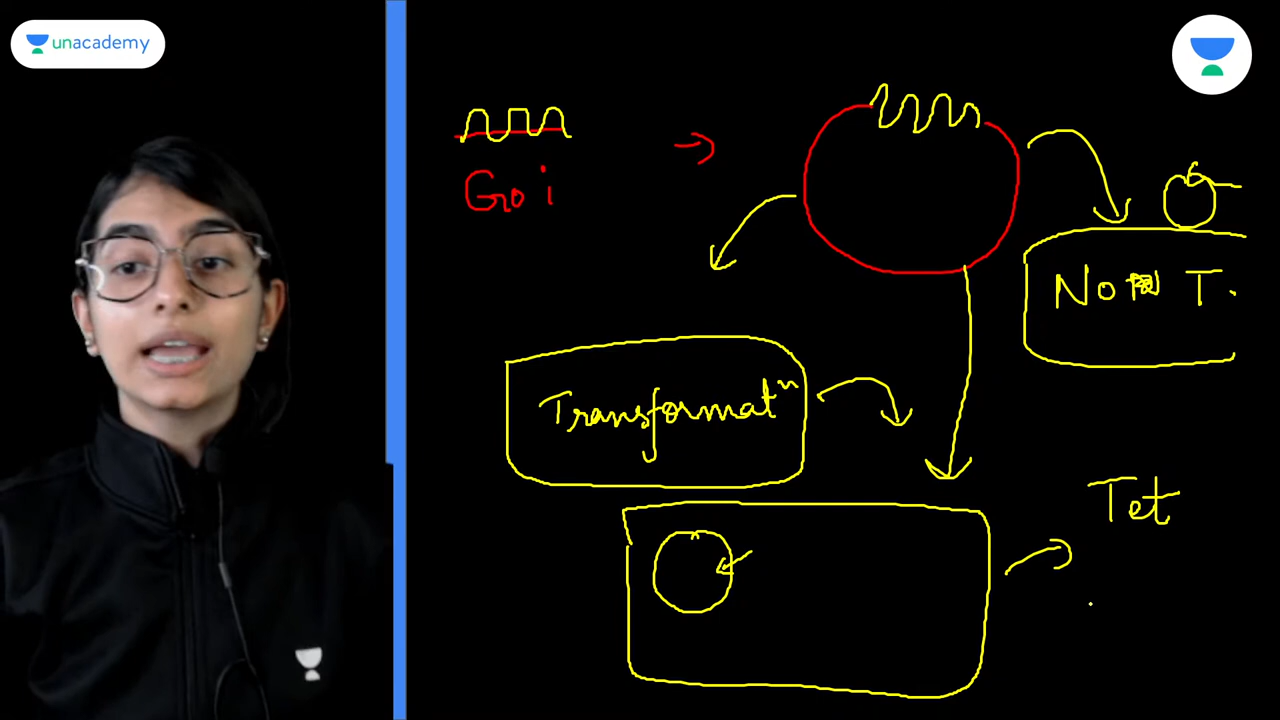 unacademy
Go i
No T.
Transformatⁿ
Tet